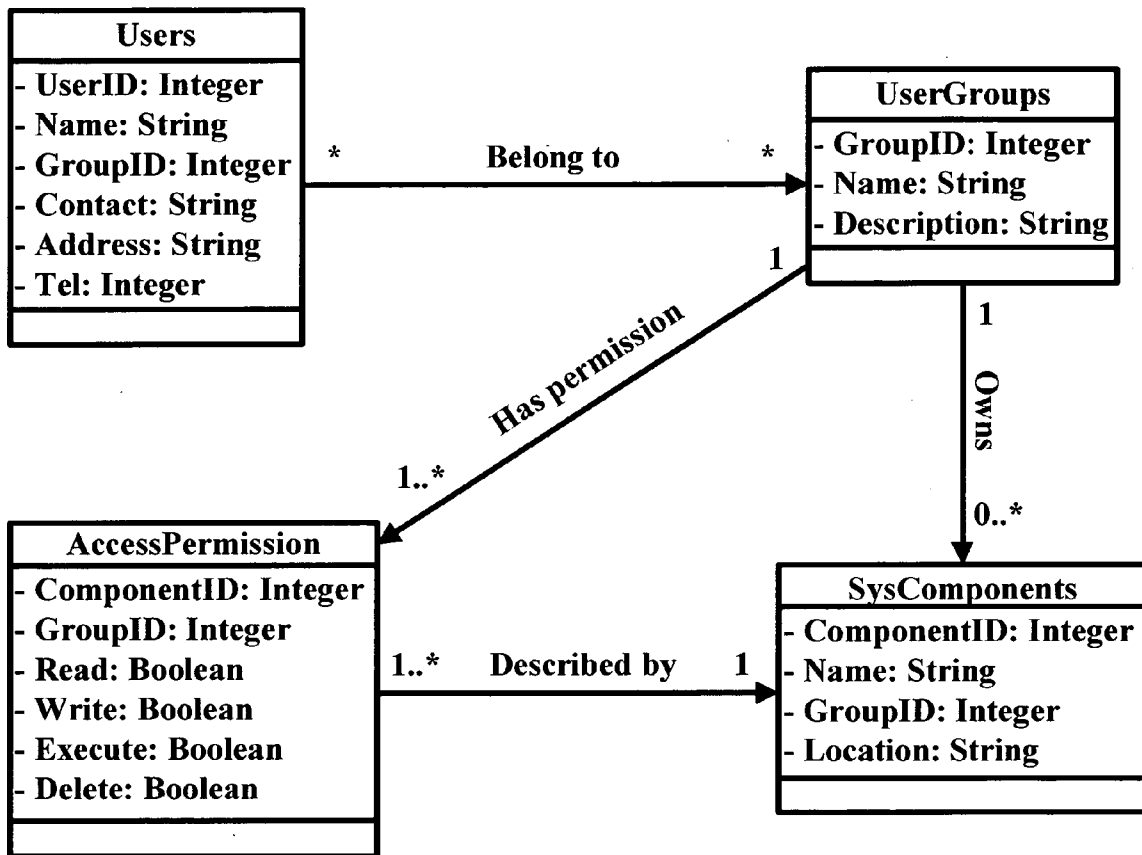 Users
- UserID: Integer
- Name: String
- GroupID: Integer
- Contact: String
- Address: String
- Tel: Integer
* Belong to *
UserGroups
- GroupID: Integer
- Name: String
- Description: String
1
Has permission
1..*
1
Owns
0..*
AccessPermission
- ComponentID: Integer
- GroupID: Integer
- Read: Boolean
- Write: Boolean
- Execute: Boolean
- Delete: Boolean
1..* Described by 1
SysComponents
- ComponentID: Integer
- Name: String
- GroupID: Integer
- Location: String